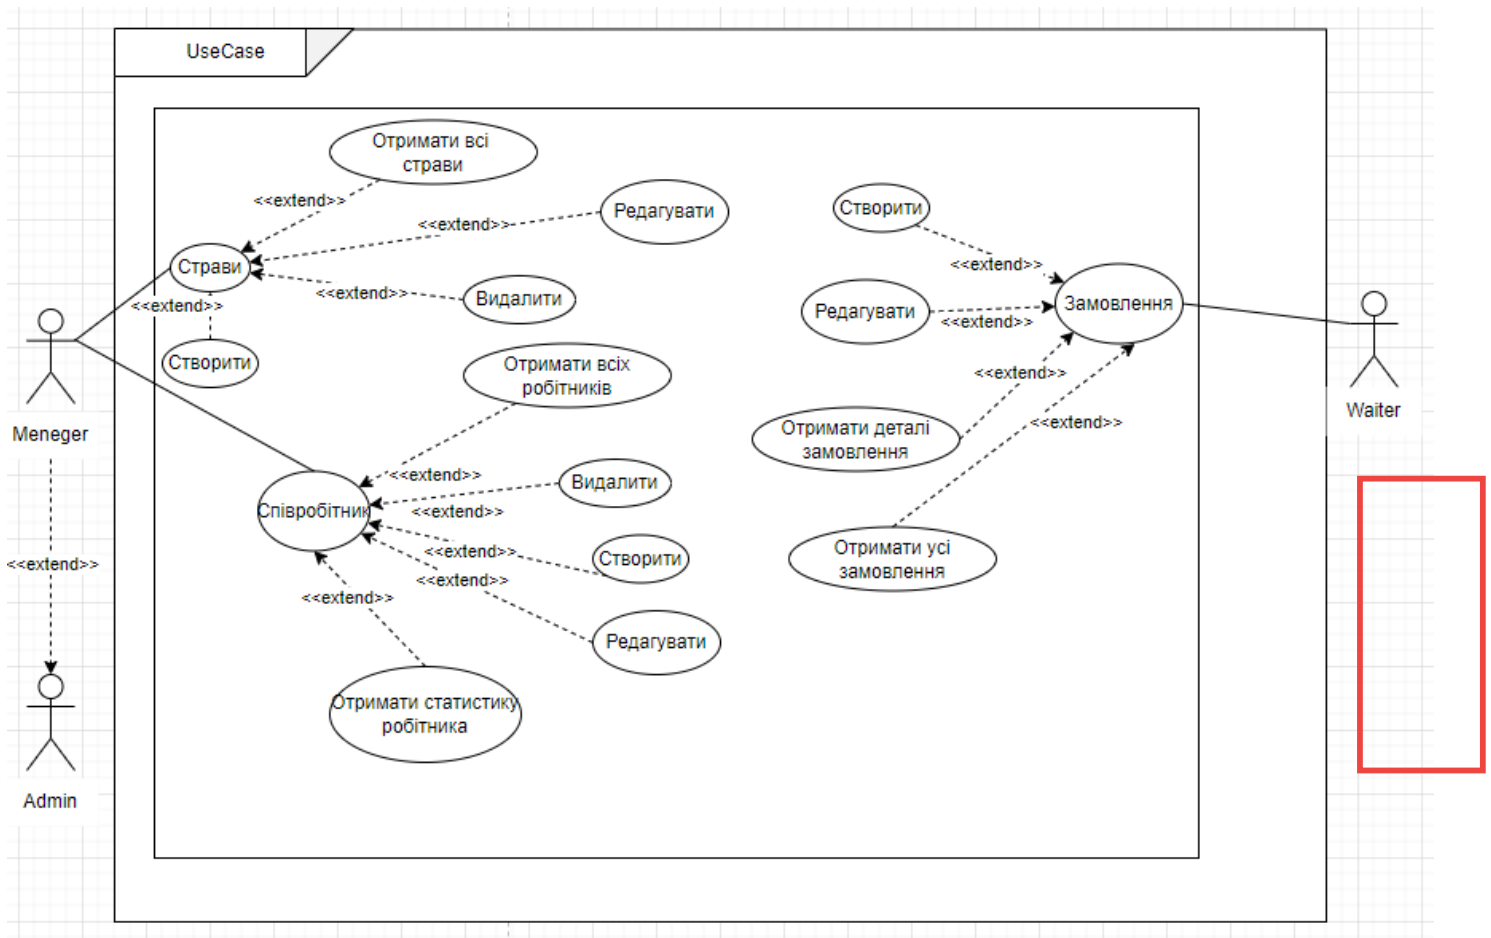 UseCase
Отримати всі
страви
<<extend>>
Редагувати
<<extend>>
Створити
Страви
<<extend>>
<<extend>>
Видалити
<<extend>>
Редагувати
Замовлення
<<extend>>
Створити
Отримати всіх
робітників
<<extend>>
Meneger
Waiter
Отримати деталі
замовлення
<<extend>>
<<extend>>
Видалити
Співробітник
<<extend>>
<<extend>>
Створити
Отримати усі
замовлення
<<extend>>
<<extend>>
<<extend>>
Редагувати
Отримати статистику
робітника
Admin